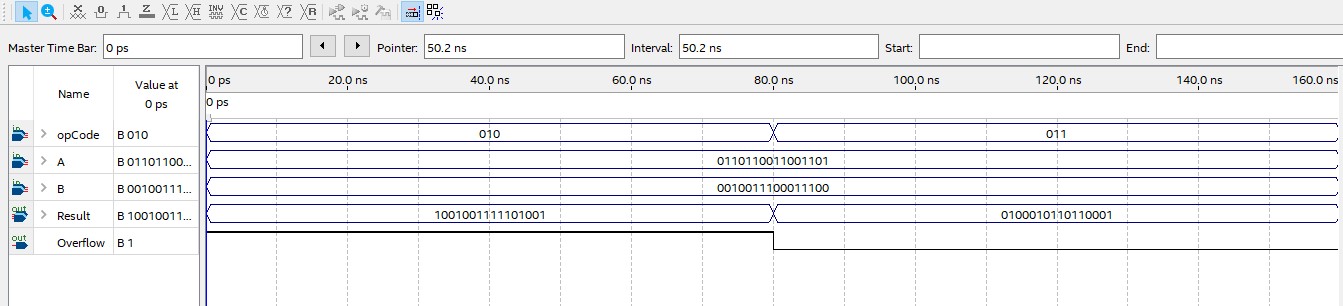 Master Time Bar: 0 ps Pointer: 50.2 ns Interval: 50.2 ns Start: End:
Name Value at 0 ps
0 ps 20.0 ns 40.0 ns 60.0 ns 80.0 ns 100.0 ns 120.0 ns 140.0 ns 160.0 ns
0 ps
in opCode B 010 010 011
in A B 01101100... 0110110011001101
in B B 00100111... 0010011100011100
out Result B 10010011... 1001001111101001 0100010110110001
out Overflow B 1